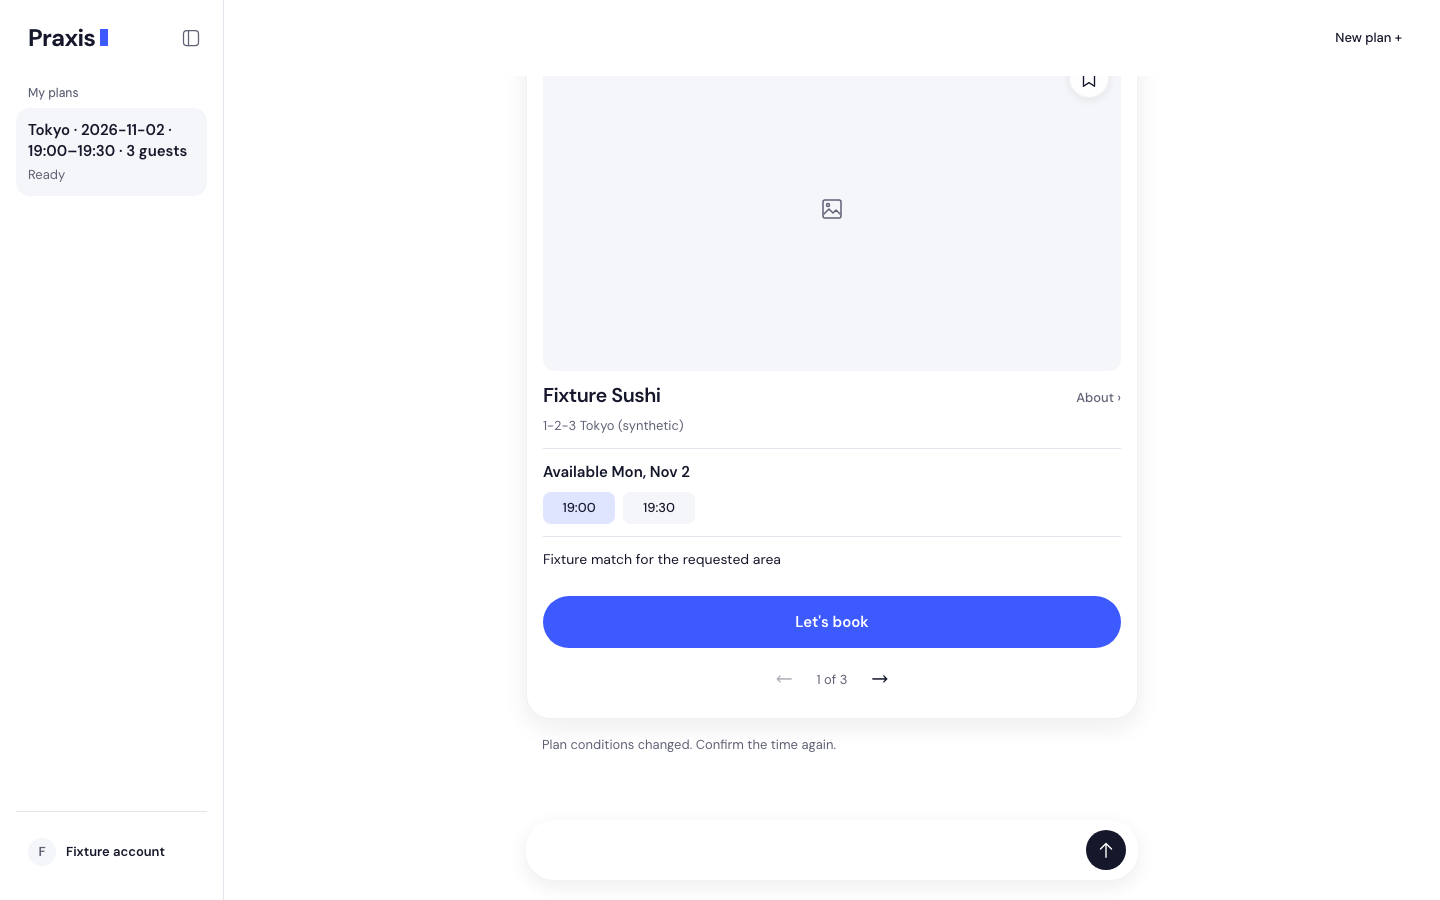 Praxis
New plan +
My plans
Tokyo · 2026-11-02 ·
19:00–19:30 · 3 guests
Ready
Fixture Sushi
About ›
1-2-3 Tokyo (synthetic)
Available Mon, Nov 2
19:00
19:30
Fixture match for the requested area
Let's book
← 1 of 3 →
Plan conditions changed. Confirm the time again.
F
Fixture account